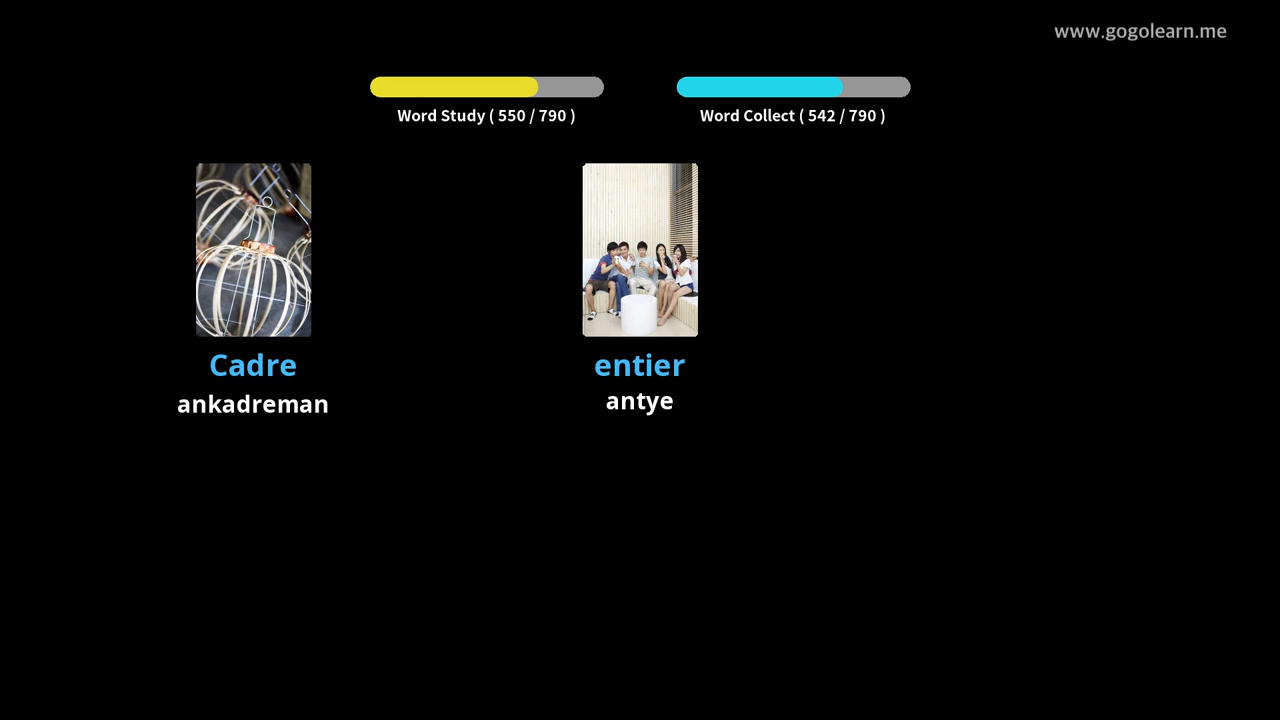 www.gogolearn.me
Word Study ( 550 / 790 )
Word Collect ( 542 / 790 )
Cadre
ankadreman
entier
antye